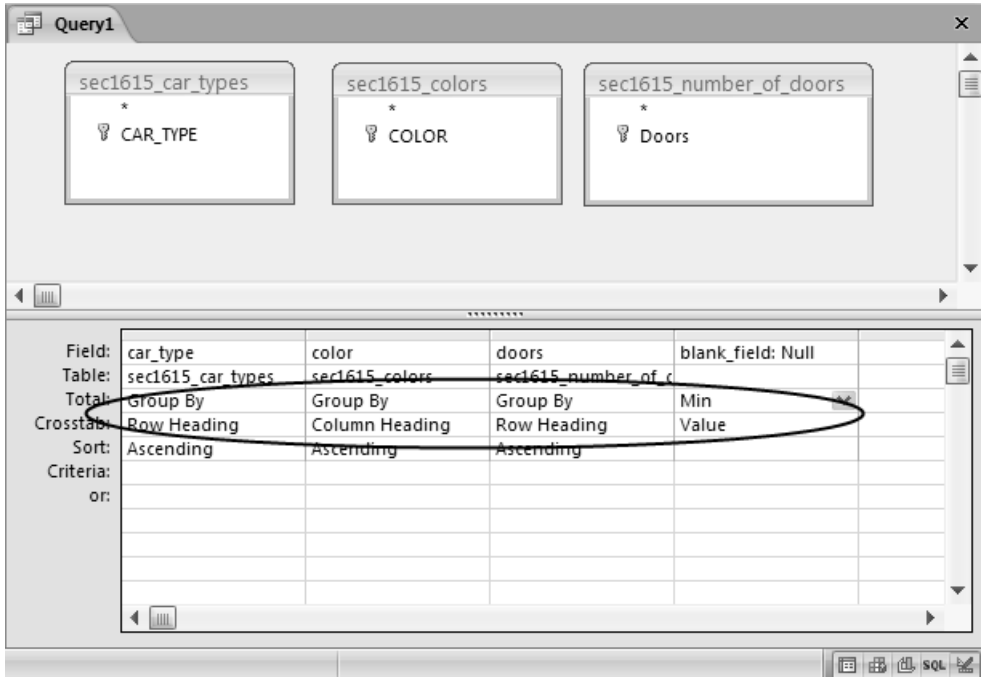 Query1
sec1615_car_types
*
CAR_TYPE
sec1615_colors
*
COLOR
sec1615_number_of_doors
*
Doors
Field: car_type color doors blank_field: Null
Table: sec1615_car_types sec1615_colors sec1615_number_of_d
Total: Group By Group By Group By Min
Crosstab: Row Heading Column Heading Row Heading Value
Sort: Ascending Ascending Ascending
Criteria:
or:
SQL